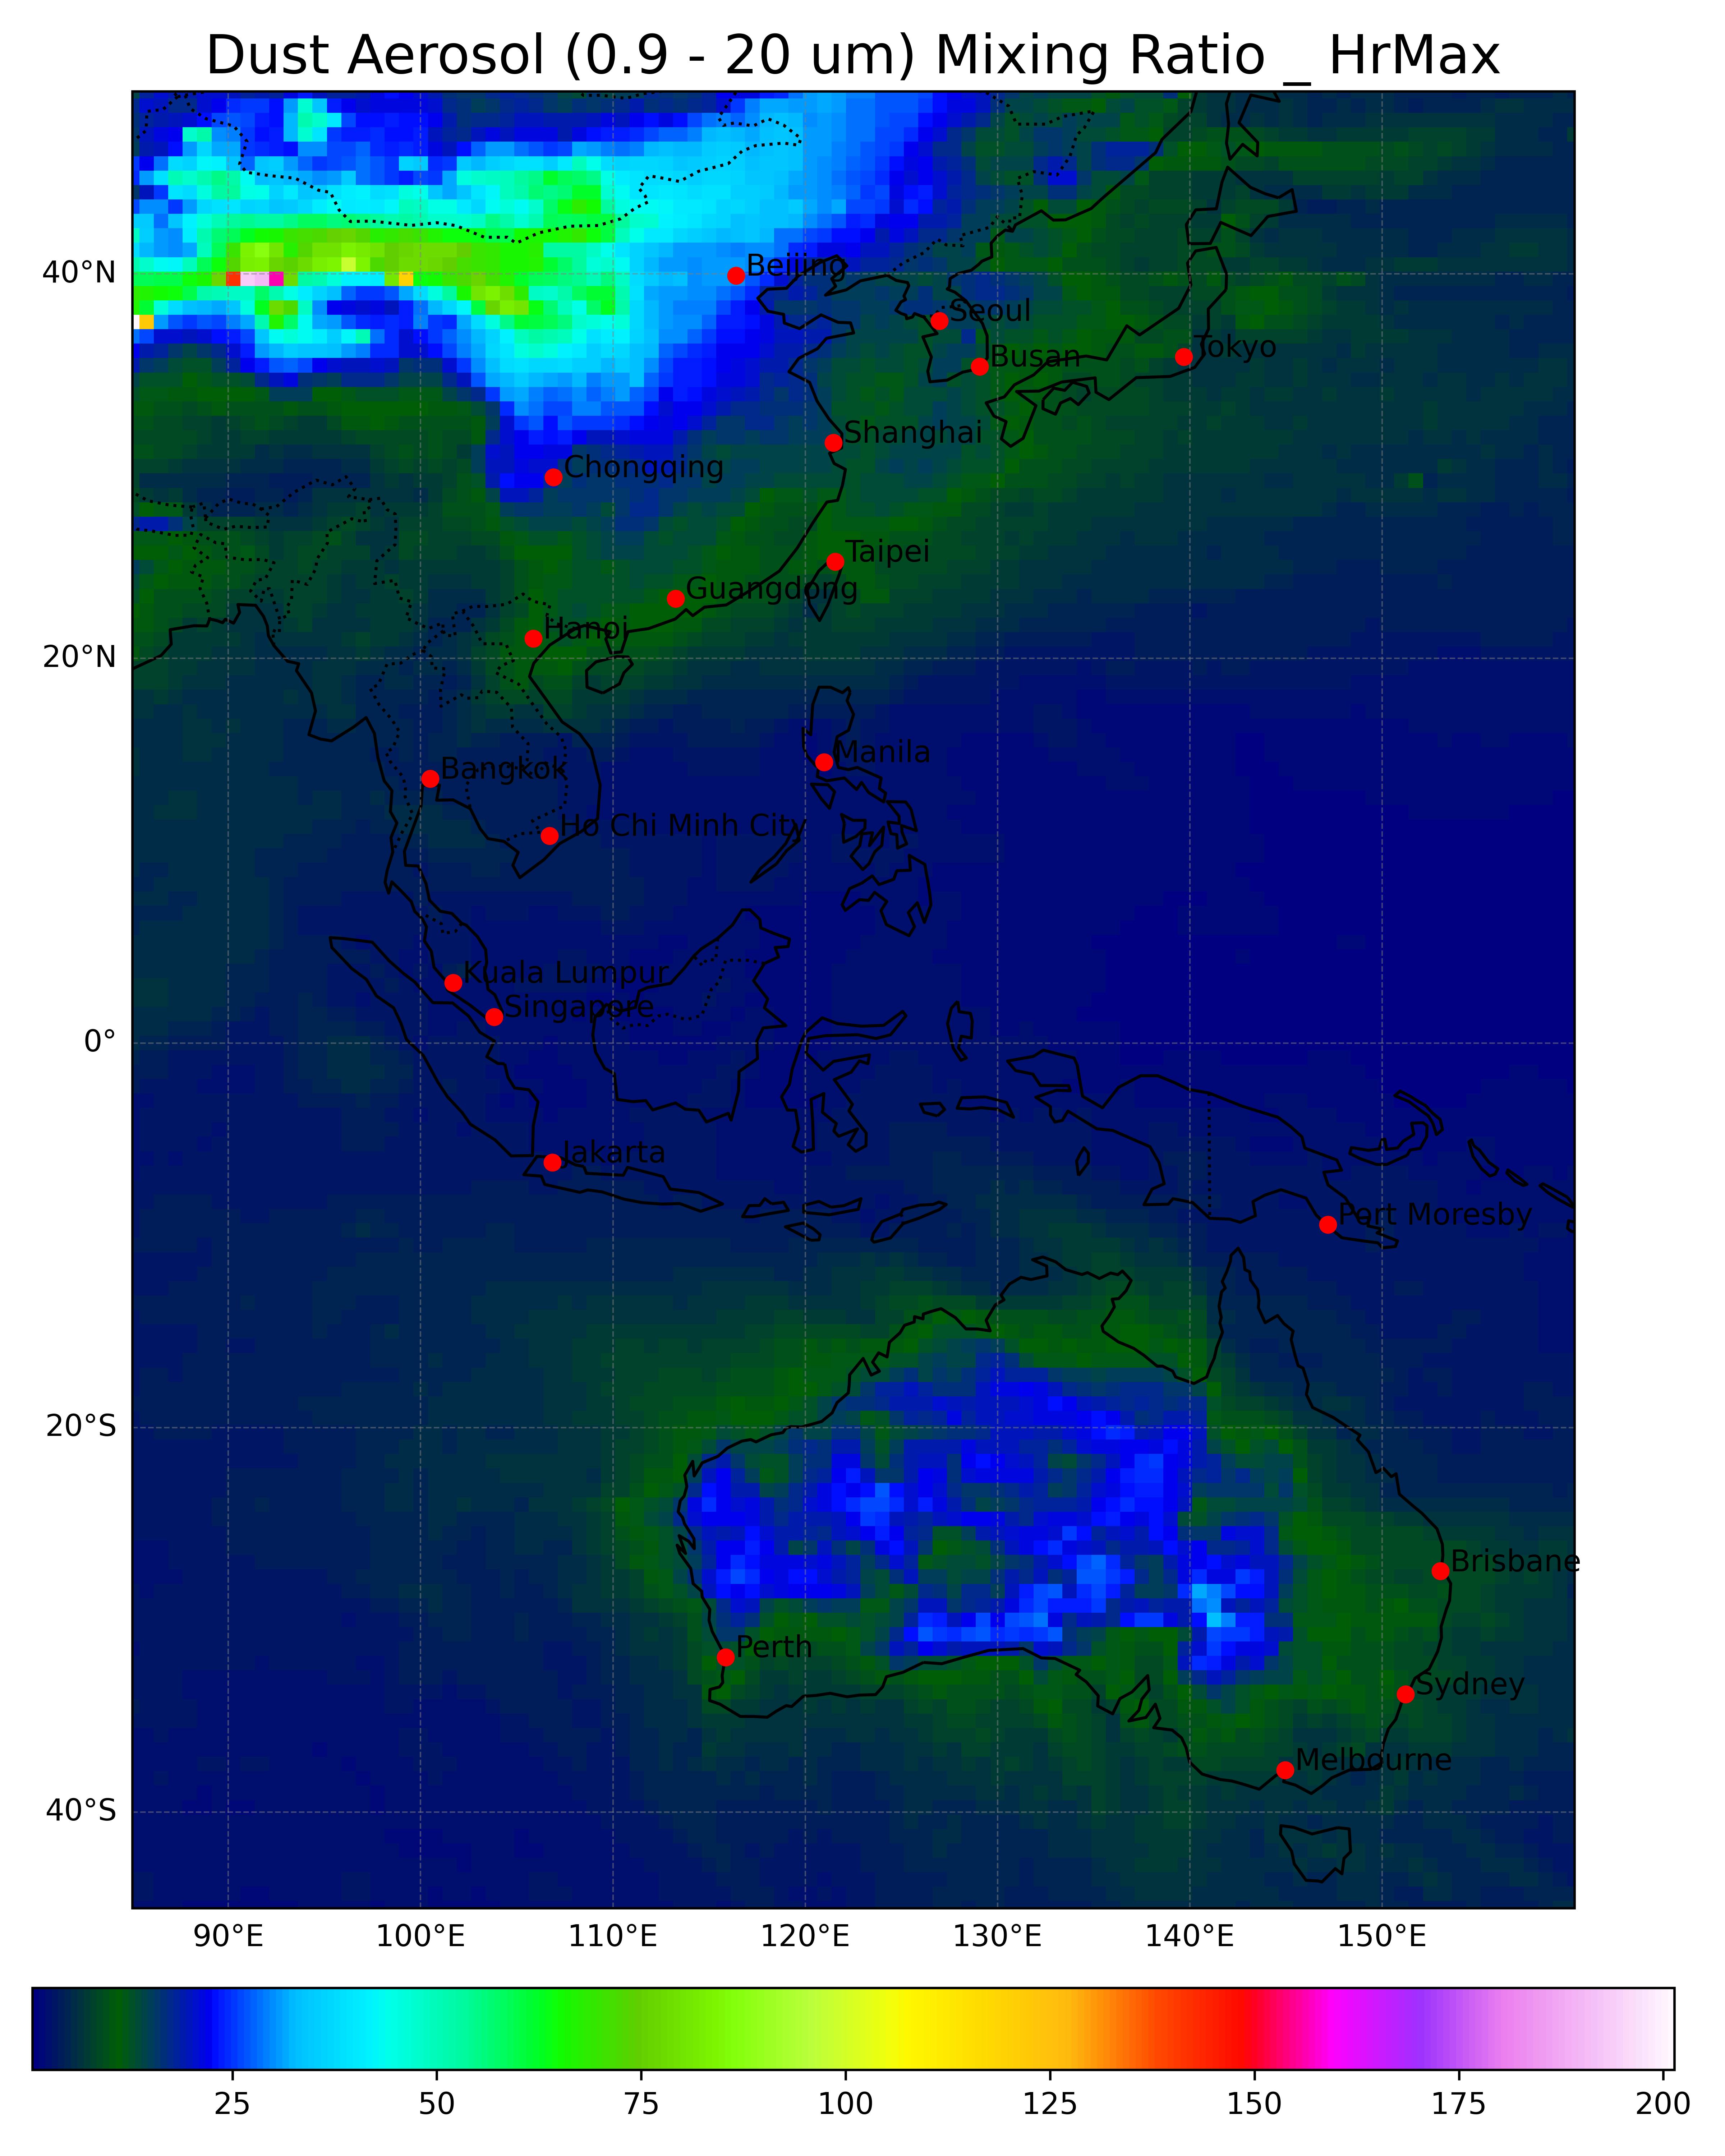 Dust Aerosol (0.9 - 20 um) Mixing Ratio _ HrMax
40°N
20°N
0°
20°S
40°S
Beijing
Seoul
Busan
Tokyo
Shanghai
Chongqing
Taipei
Guangdong
Hanoi
Manila
Bangkok
Ho Chi Minh City
Kuala Lumpur
Singapore
Jakarta
Port Moresby
Brisbane
Perth
Sydney
Melbourne
90°E 100°E 110°E 120°E 130°E 140°E 150°E
25 50 75 100 125 150 175 200